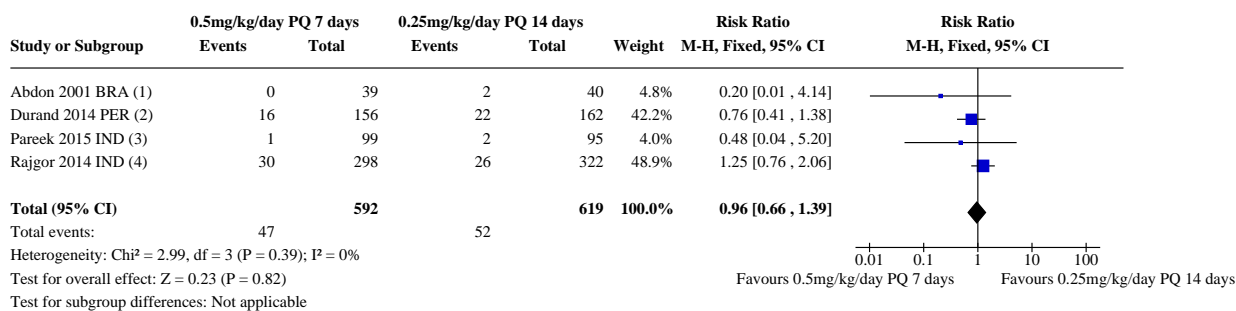 0.5mg/kg/day PQ 7 days 0.25mg/kg/day PQ 14 days Risk Ratio Risk Ratio
Study or Subgroup Events Total Events Total Weight M-H, Fixed, 95% CI M-H, Fixed, 95% CI
Abdon 2001 BRA (1) 0 39 2 40 4.8% 0.20 [0.01 , 4.14]
Durand 2014 PER (2) 16 156 22 162 42.2% 0.76 [0.41 , 1.38]
Pareek 2015 IND (3) 1 99 2 95 4.0% 0.48 [0.04 , 5.20]
Rajgor 2014 IND (4) 30 298 26 322 48.9% 1.25 [0.76 , 2.06]
Total (95% CI) 592 619 100.0% 0.96 [0.66 , 1.39]
Total events: 47 52
Heterogeneity: Chi² = 2.99, df = 3 (P = 0.39); I² = 0%
0.01 0.1 1 10 100
Test for overall effect: Z = 0.23 (P = 0.82)
Favours 0.5mg/kg/day PQ 7 days Favours 0.25mg/kg/day PQ 14 days
Test for subgroup differences: Not applicable